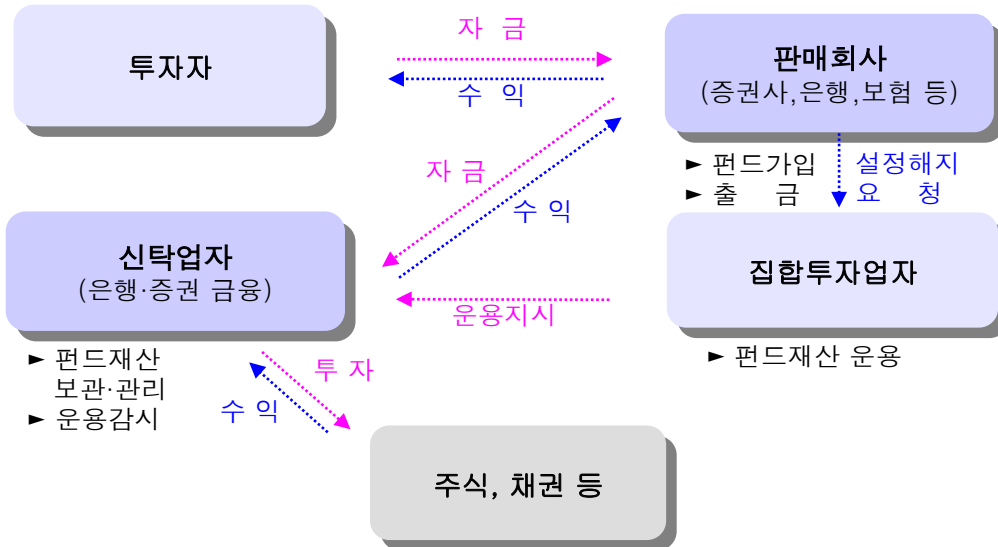 투자자
자 금
수 익
판매회사
(증권사,은행,보험 등)
► 펀드가입
► 출 금
설정해지
요 청
자 금
수 익
신탁업자
(은행·증권 금융)
집합투자업자
운용지시
► 펀드재산
보관·관리
► 운용감시
► 펀드재산 운용
투 자
수 익
주식, 채권 등